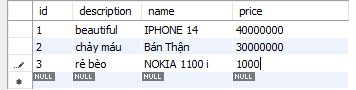 id description name price
1 beautiful IPHONE 14 40000000
2 chảy máu Bán Thận 30000000
3 rẻ bèo NOKIA 1100 i 1000
NULL NULL NULL NULL